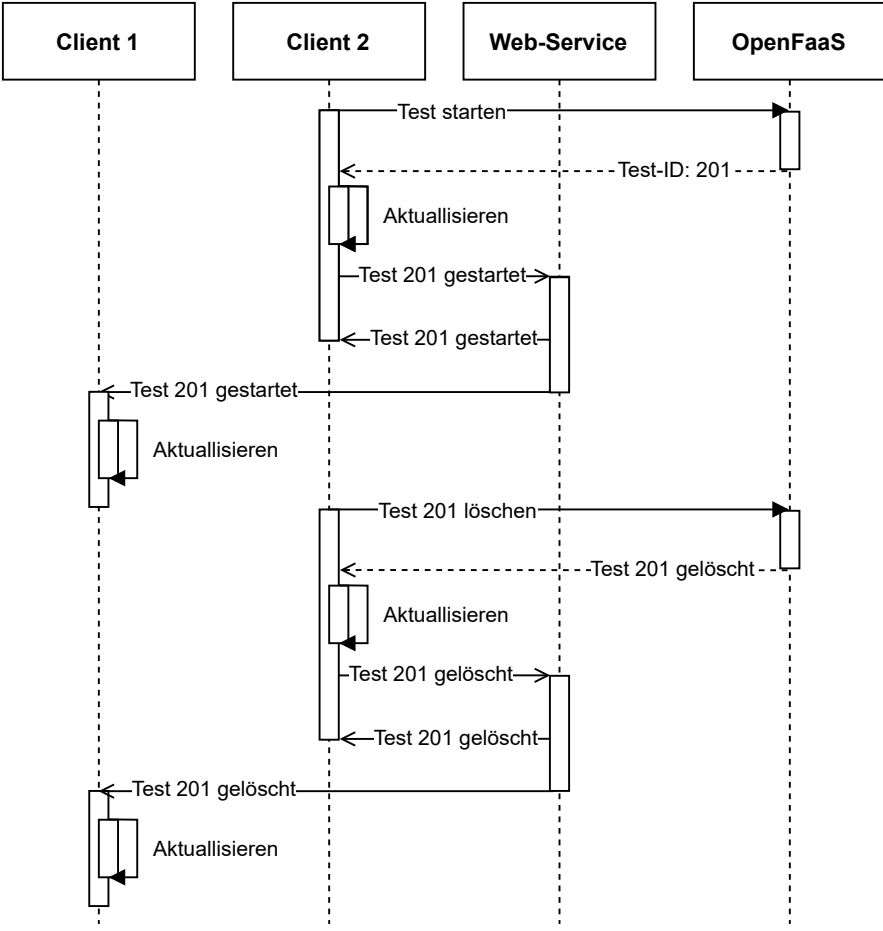 Client 1
Client 2
Web-Service
OpenFaaS
Test starten
Test-ID: 201
Aktuallisieren
Test 201 gestartet
Test 201 gestartet
Test 201 gestartet
Aktuallisieren
Test 201 löschen
Test 201 gelöscht
Aktuallisieren
Test 201 gelöscht
Test 201 gelöscht
Test 201 gelöscht
Aktuallisieren